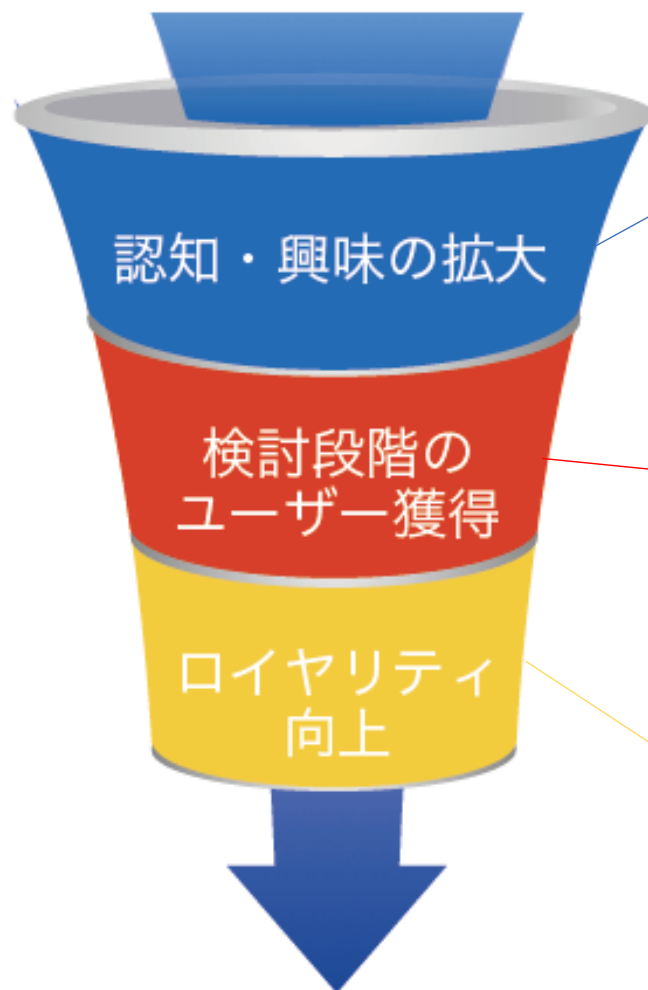 認知・興味の拡大
検討段階の
ユーザー獲得
ロイヤリティ
向上